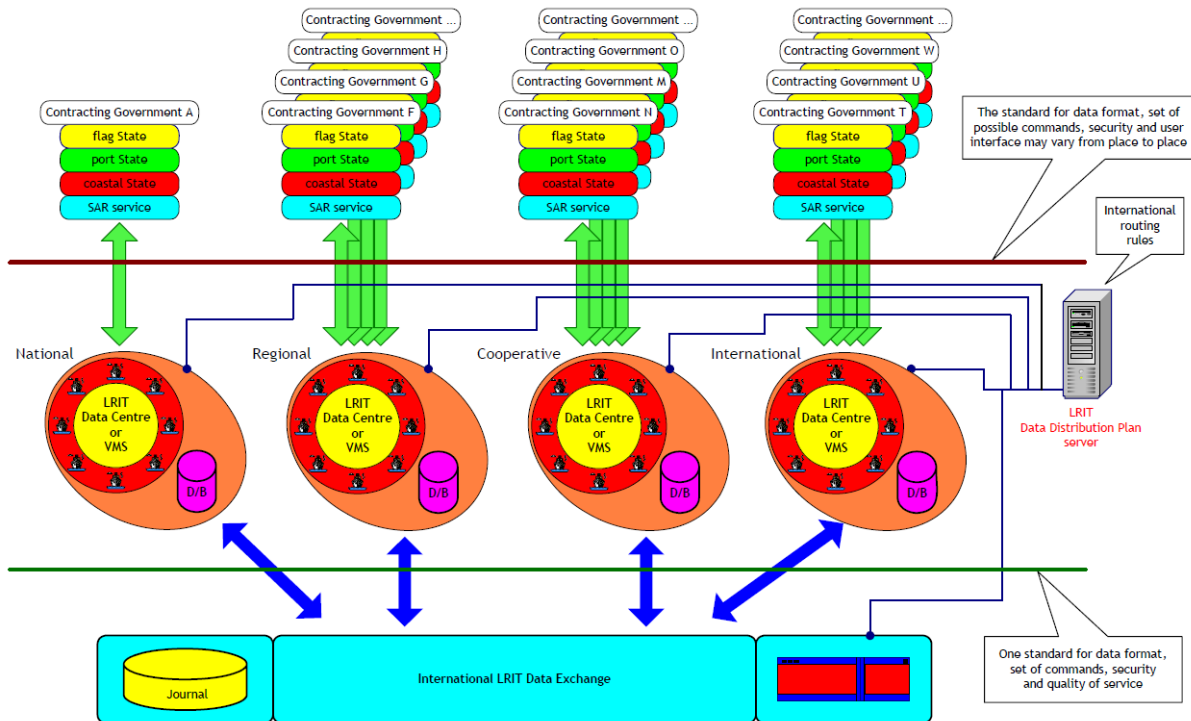 Contracting Government ...
Contracting Government ...
Contracting Government ...
Contracting Government H
Contracting Government O
Contracting Government W
Contracting Government G
Contracting Government M
Contracting Government U
Contracting Government A
Contracting Government F
Contracting Government N
Contracting Government T
flag State
port State
coastal State
SAR service
flag State
port State
coastal State
SAR service
flag State
port State
coastal State
SAR service
flag State
port State
coastal State
SAR service
The standard for data format, set of
possible commands, security and user
interface may vary from place to place
International
routing
rules
National
LRIT
Data Centre
or
VMS
D/B
Regional
LRIT
Data Centre
or
VMS
D/B
Cooperative
LRIT
Data Centre
or
VMS
D/B
International
LRIT
Data Centre
or
VMS
D/B
LRIT
Data Distribution Plan
server
Journal
International LRIT Data Exchange
One standard for data format,
set of commands, security
and quality of service